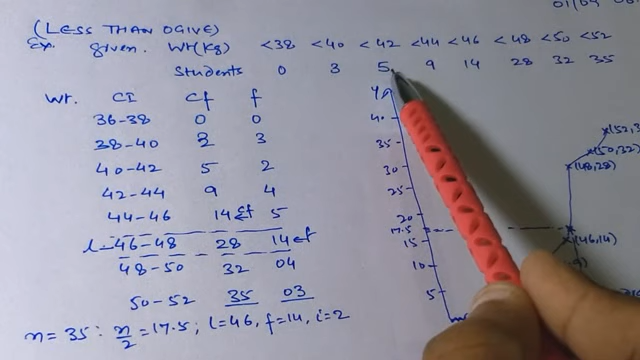 (LESS THAN OGIVE)
Exp. given. Wt(Kg) <38 <40 <42 <44 <46 <48 <50 <52
Students 0 3 5 9 14 28 32 35
Wt. CI Cf f
36-38 0 0
38-40 3 3
40-42 5 2
42-44 9 4
44-46 14 cf 5
l=46-48 28 14 f
48-50 32 04
50-52 35 03
n = 35 : n/2 = 17.5 ; l=46, f=14, i=2
Y
40
35
30
25
20
17.5
15
10
5
(52,3
(50,32)
(48,28)
(46,14)